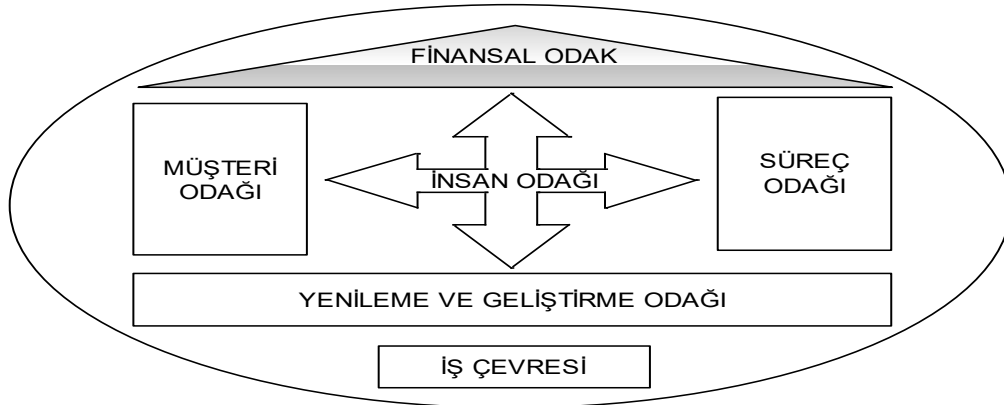 FİNANSAL ODAK
MÜŞTERİ
ODAĞI
İNSAN ODAĞI
SÜREÇ
ODAĞI
YENİLEME VE GELİŞTİRME ODAĞI
İŞ ÇEVRESİ